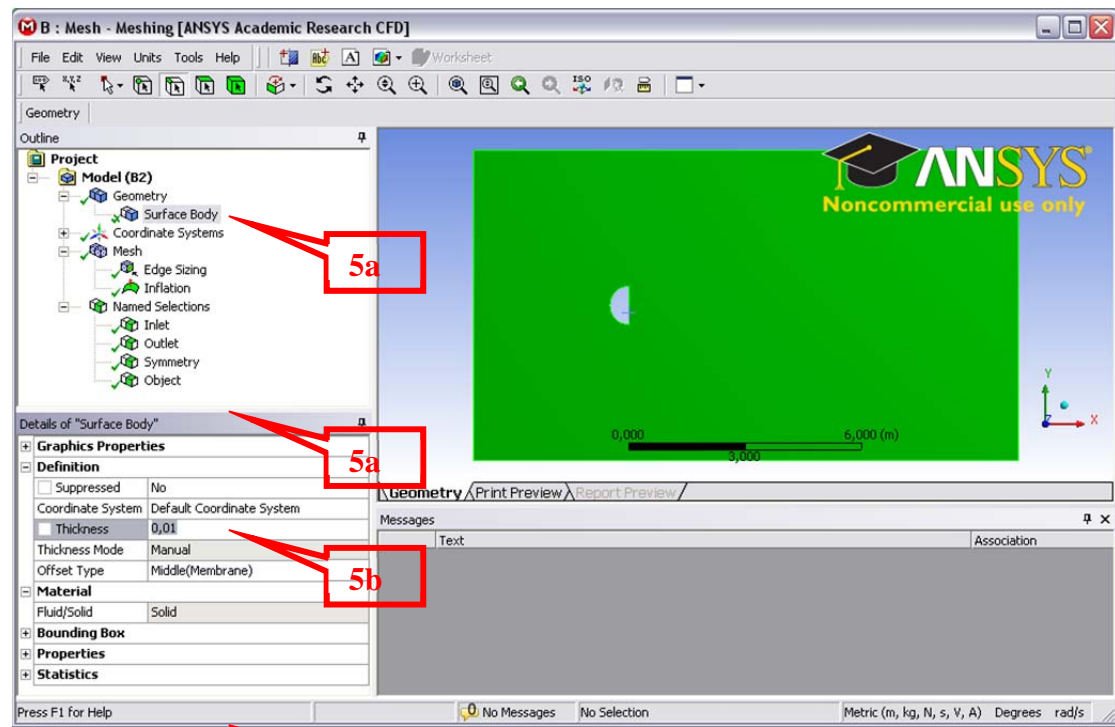 B : Mesh - Meshing [ANSYS Academic Research CFD]
File Edit View Units Tools Help
Worksheet
Geometry
Outline
Project
Model (B2)
Geometry
Surface Body
Coordinate Systems
Mesh
Edge Sizing
Inflation
Named Selections
Inlet
Outlet
Symmetry
Object
5a
Details of "Surface Body"
Graphics Properties
Definition
Suppressed No
Coordinate System Default Coordinate System
Thickness 0,01
Thickness Mode Manual
Offset Type Middle(Membrane)
Material
Fluid/Solid Solid
Bounding Box
Properties
Statistics
5a
5b
ANSYS
Noncommercial use only
Y
X
Z
0,000 6,000 (m)
3,000
Geometry Print Preview Report Preview
Messages
Text Association
Press F1 for Help 0 No Messages No Selection Metric (m, kg, N, s, V, A) Degrees rad/s